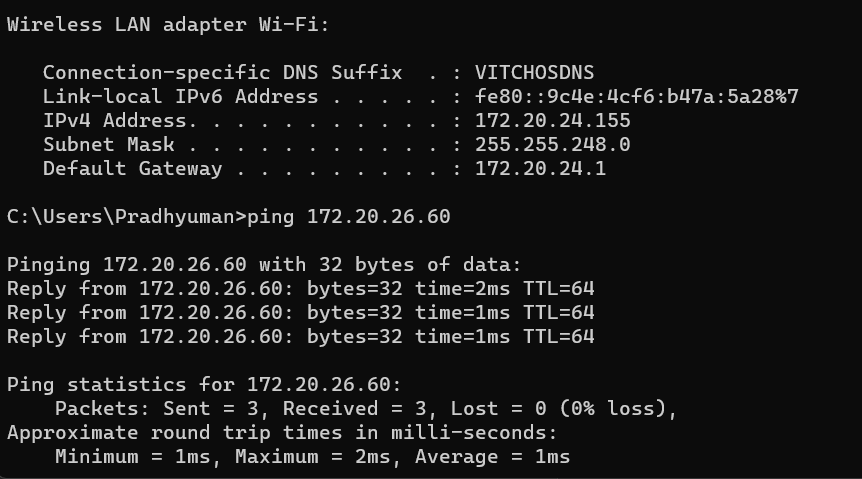 Wireless LAN adapter Wi-Fi:
Connection-specific DNS Suffix  . : VITCHOSDNS
Link-local IPv6 Address . . . . . : fe80::9c4e:4cf6:b47a:5a28%7
IPv4 Address. . . . . . . . . . . : 172.20.24.155
Subnet Mask . . . . . . . . . . . : 255.255.248.0
Default Gateway . . . . . . . . . : 172.20.24.1
C:\Users\Pradhyuman>ping 172.20.26.60
Pinging 172.20.26.60 with 32 bytes of data:
Reply from 172.20.26.60: bytes=32 time=2ms TTL=64
Reply from 172.20.26.60: bytes=32 time=1ms TTL=64
Reply from 172.20.26.60: bytes=32 time=1ms TTL=64
Ping statistics for 172.20.26.60:
Packets: Sent = 3, Received = 3, Lost = 0 (0% loss),
Approximate round trip times in milli-seconds:
Minimum = 1ms, Maximum = 2ms, Average = 1ms